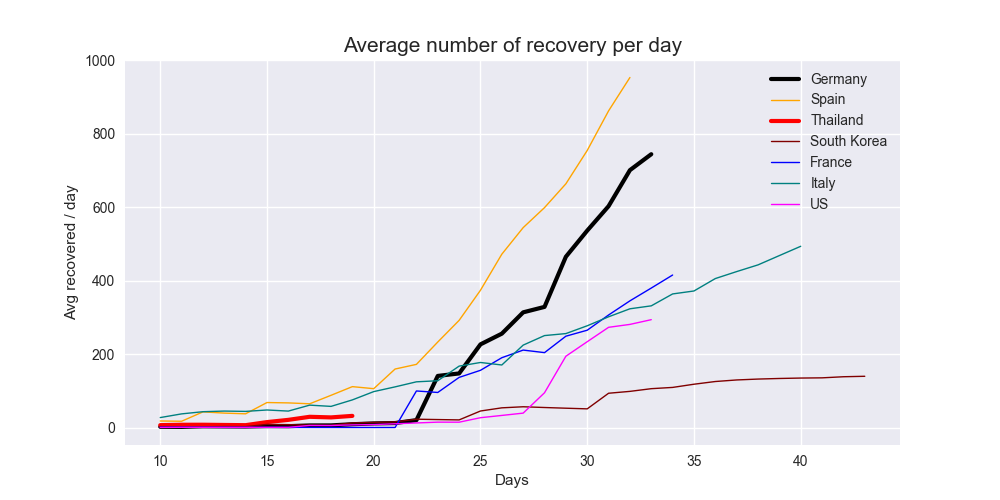 Average number of recovery per day
1000
800
600
400
200
0
Avg recovered / day
Germany
Spain
Thailand
South Korea
France
Italy
US
10 15 20 25 30 35 40
Days